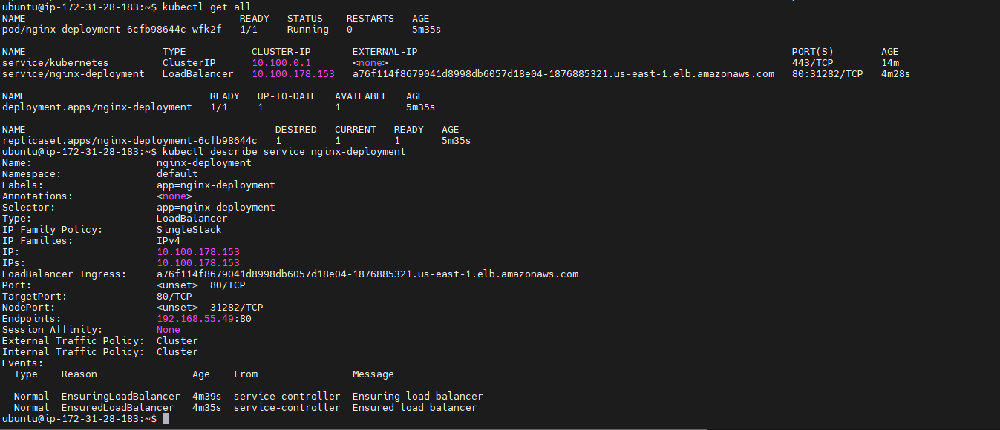 ubuntu@ip-172-31-28-183:~$ kubectl get all
NAME                                    READY   STATUS    RESTARTS   AGE
pod/nginx-deployment-6cfb98644c-wfk2f   1/1     Running   0          5m35s
NAME                       TYPE           CLUSTER-IP       EXTERNAL-IP                                                               PORT(S)        AGE
service/kubernetes         ClusterIP      10.100.0.1       <none>                                                                    443/TCP        14m
service/nginx-deployment   LoadBalancer   10.100.178.153   a76f114f8679041d8998db6057d18e04-1876885321.us-east-1.elb.amazonaws.com   80:31282/TCP   4m28s
NAME                               READY   UP-TO-DATE   AVAILABLE   AGE
deployment.apps/nginx-deployment   1/1     1            1           5m35s
NAME                                          DESIRED   CURRENT   READY   AGE
replicaset.apps/nginx-deployment-6cfb98644c   1         1         1       5m35s
ubuntu@ip-172-31-28-183:~$ kubectl describe service nginx-deployment
Name:                     nginx-deployment
Namespace:                default
Labels:                   app=nginx-deployment
Annotations:              <none>
Selector:                 app=nginx-deployment
Type:                     LoadBalancer
IP Family Policy:         SingleStack
IP Families:              IPv4
IP:                       10.100.178.153
IPs:                      10.100.178.153
LoadBalancer Ingress:     a76f114f8679041d8998db6057d18e04-1876885321.us-east-1.elb.amazonaws.com
Port:                     <unset>  80/TCP
TargetPort:               80/TCP
NodePort:                 <unset>  31282/TCP
Endpoints:                192.168.55.49:80
Session Affinity:         None
External Traffic Policy:  Cluster
Internal Traffic Policy:  Cluster
Events:
  Type    Reason                Age    From                Message
  ----    ------                ----   ----                -------
  Normal  EnsuringLoadBalancer  4m39s  service-controller  Ensuring load balancer
  Normal  EnsuredLoadBalancer   4m35s  service-controller  Ensured load balancer
ubuntu@ip-172-31-28-183:~$